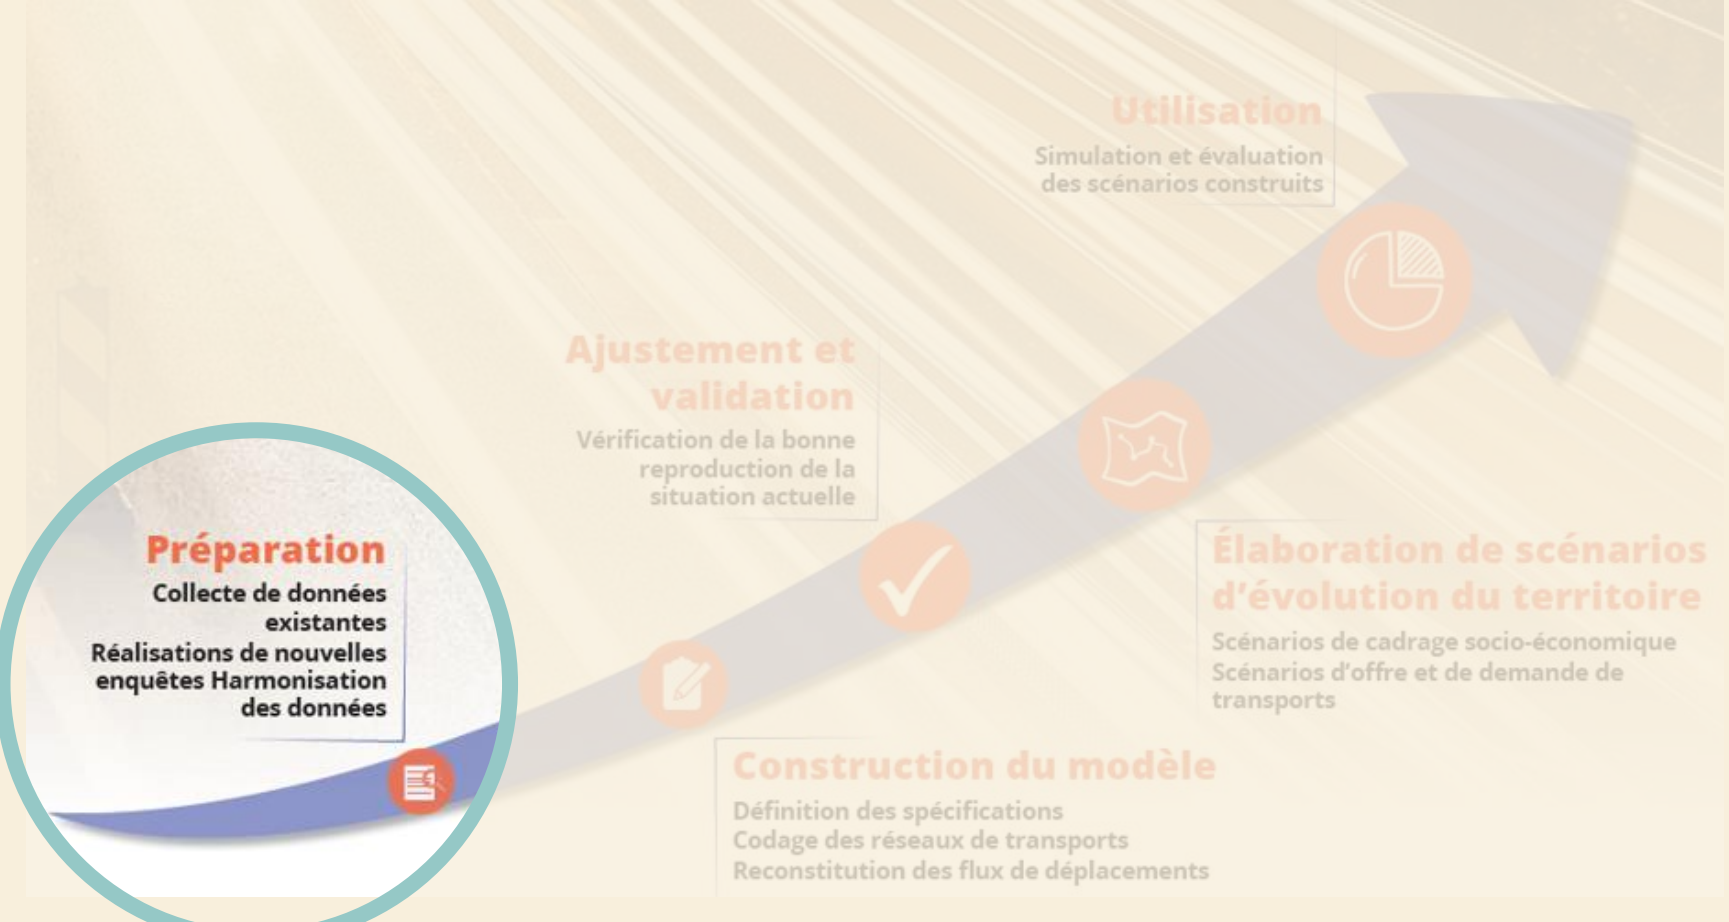 Utilisation
Simulation et évaluation
des scénarios construits
Ajustement et
validation
Vérification de la bonne
reproduction de la
situation actuelle
Préparation
Collecte de données
existantes
Réalisations de nouvelles
enquêtes Harmonisation
des données
Élaboration de scénarios
d’évolution du territoire
Scénarios de cadrage socio-économique
Scénarios d’offre et de demande de
transports
Construction du modèle
Définition des spécifications
Codage des réseaux de transports
Reconstitution des flux de déplacements